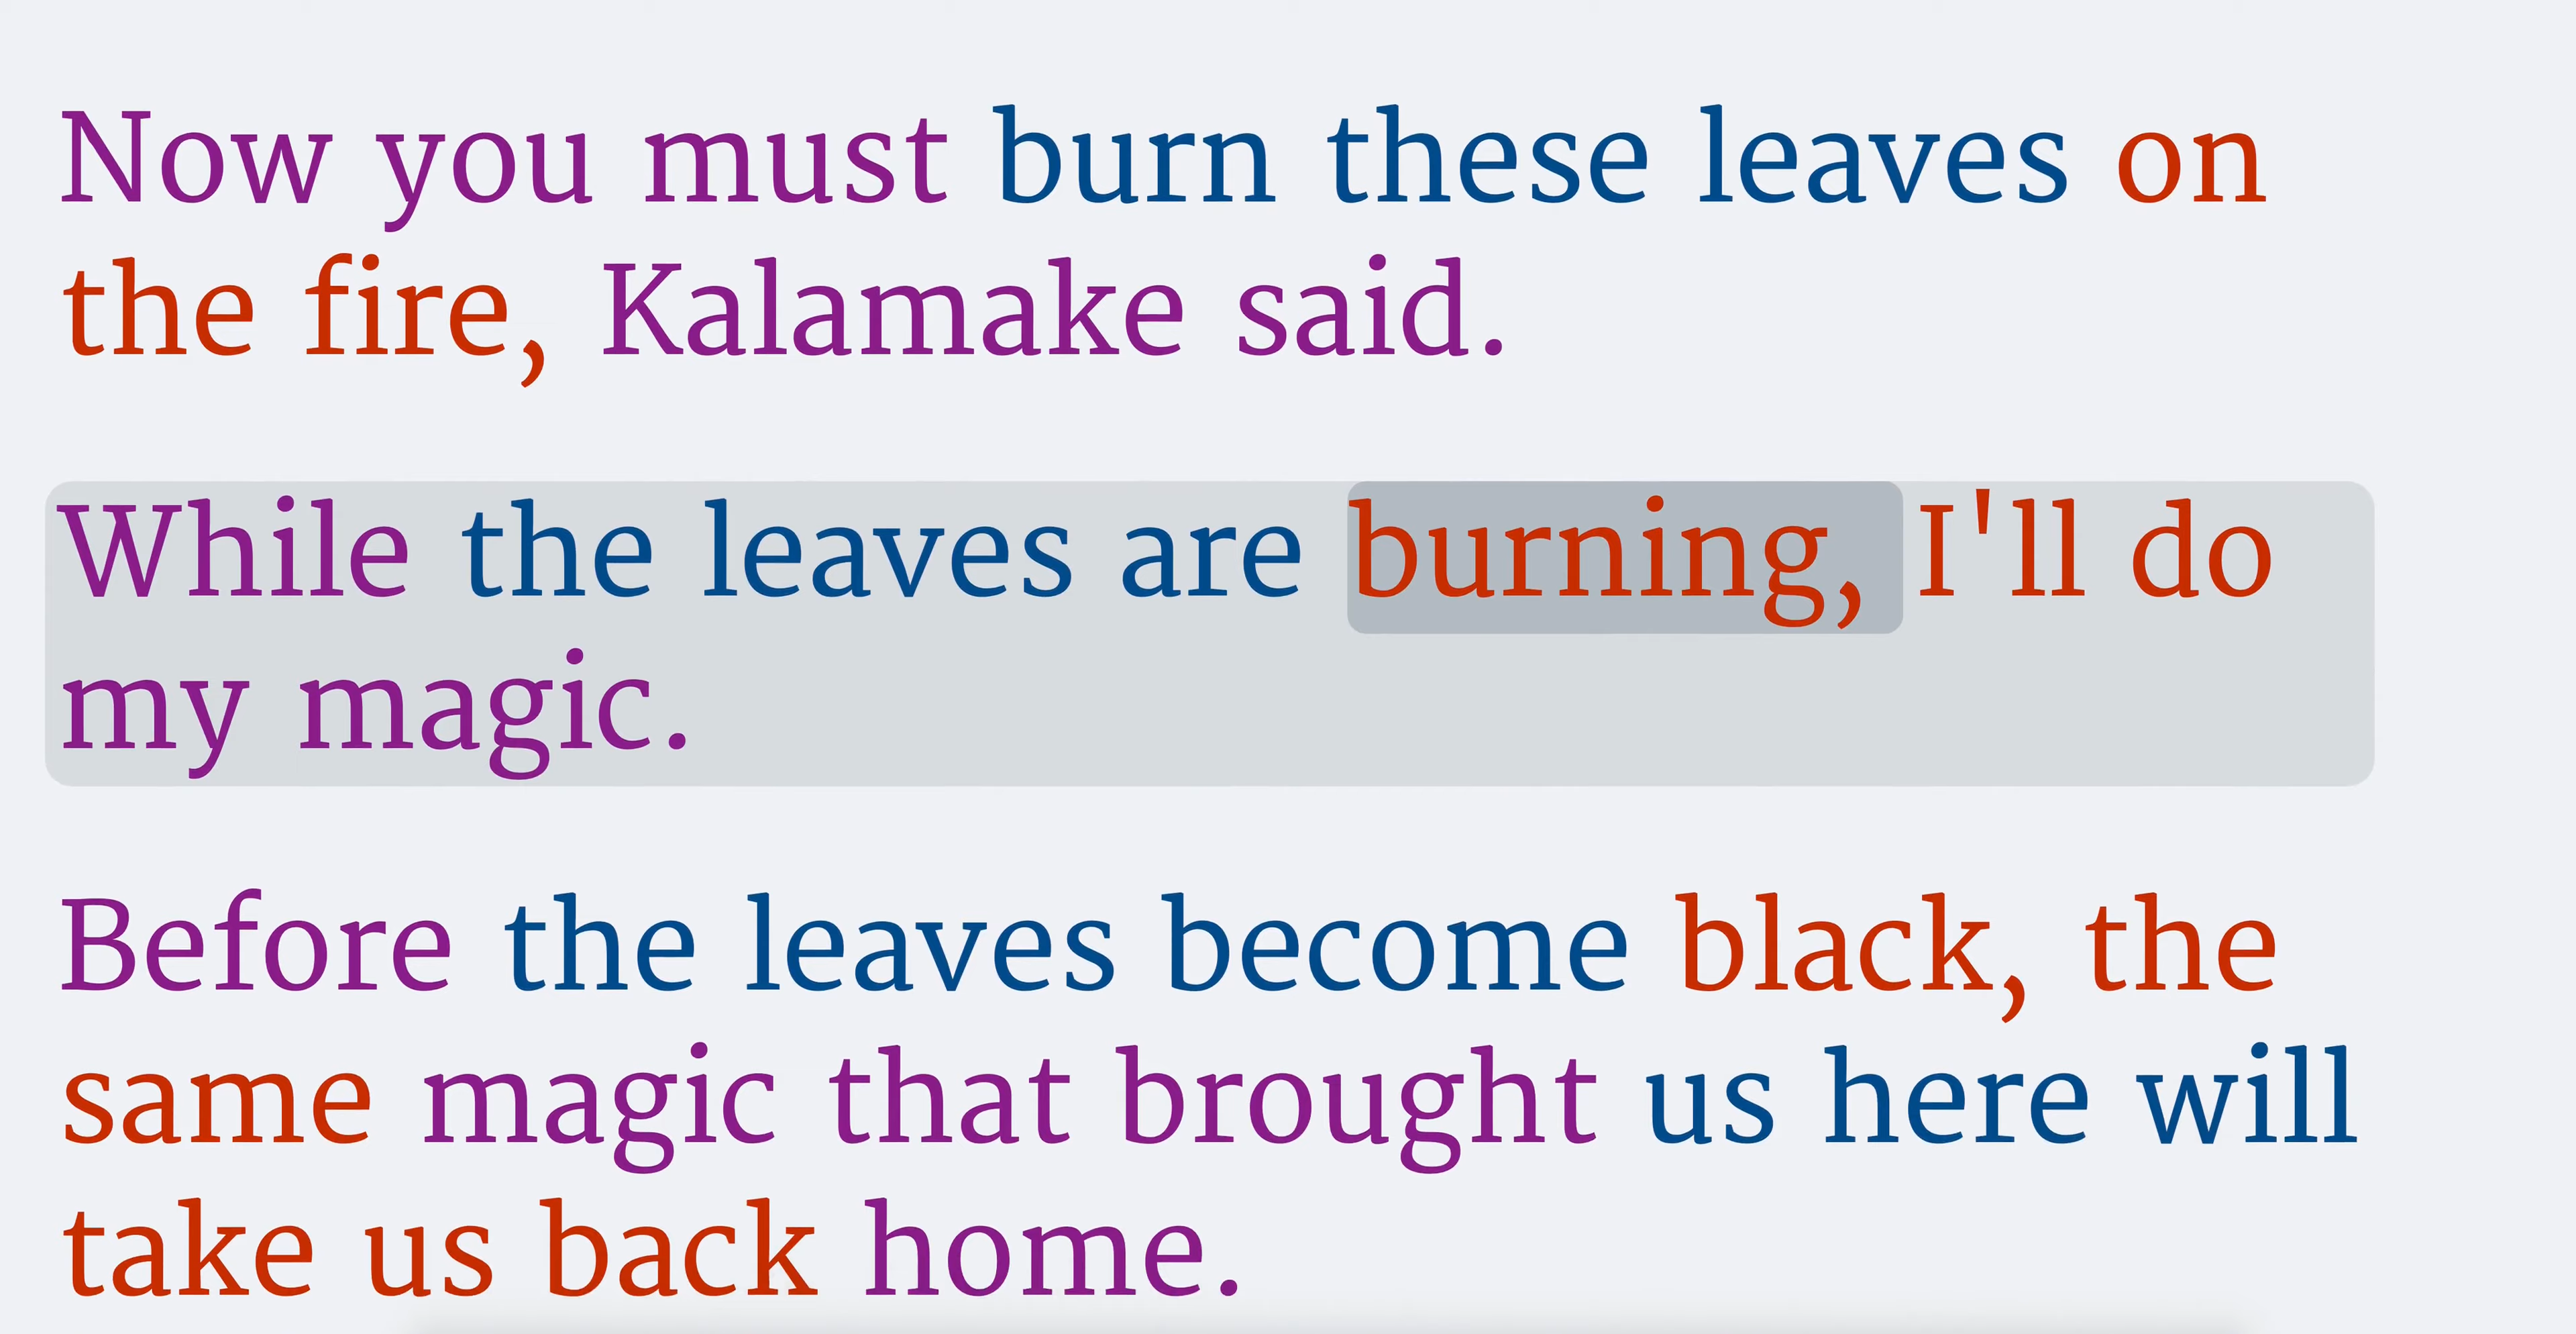 Now you must burn these leaves on
the fire, Kalamake said.
While the leaves are burning, I'll do
my magic.
Before the leaves become black, the
same magic that brought us here will
take us back home.